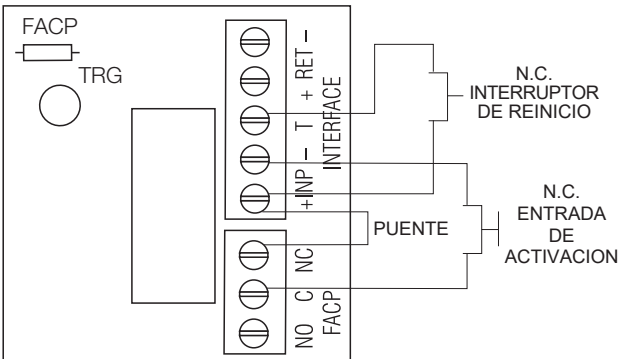 FACP
TRG
+ INP – T + RET –
INTERFACE
NO C NC
FACP
N.C.
INTERRUPTOR
DE REINICIO
PUENTE
N.C.
ENTRADA
DE
ACTIVACION